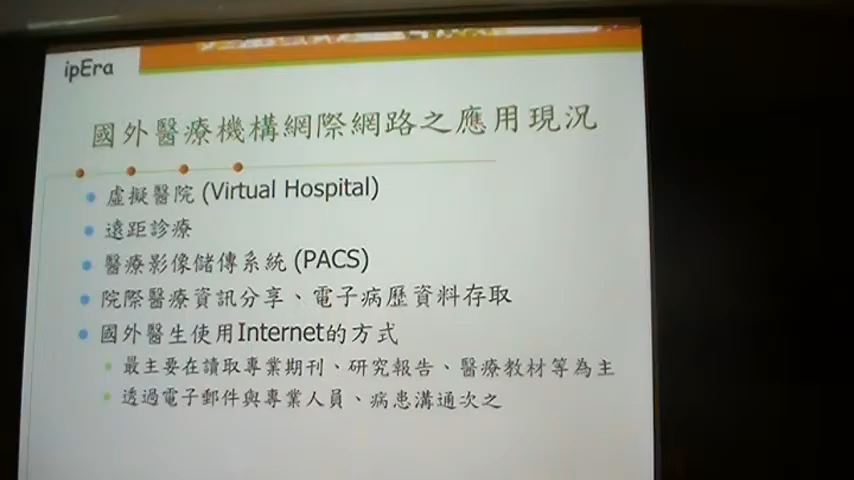 ipEra
國外醫療機構網際網路之應用現況
虛擬醫院 (Virtual Hospital)
遠距診療
醫療影像儲傳系統 (PACS)
院際醫療資訊分享、電子病歷資料存取
國外醫生使用Internet的方式
最主要在讀取專業期刊、研究報告、醫療教材等為主
透過電子郵件與專業人員、病患溝通次之